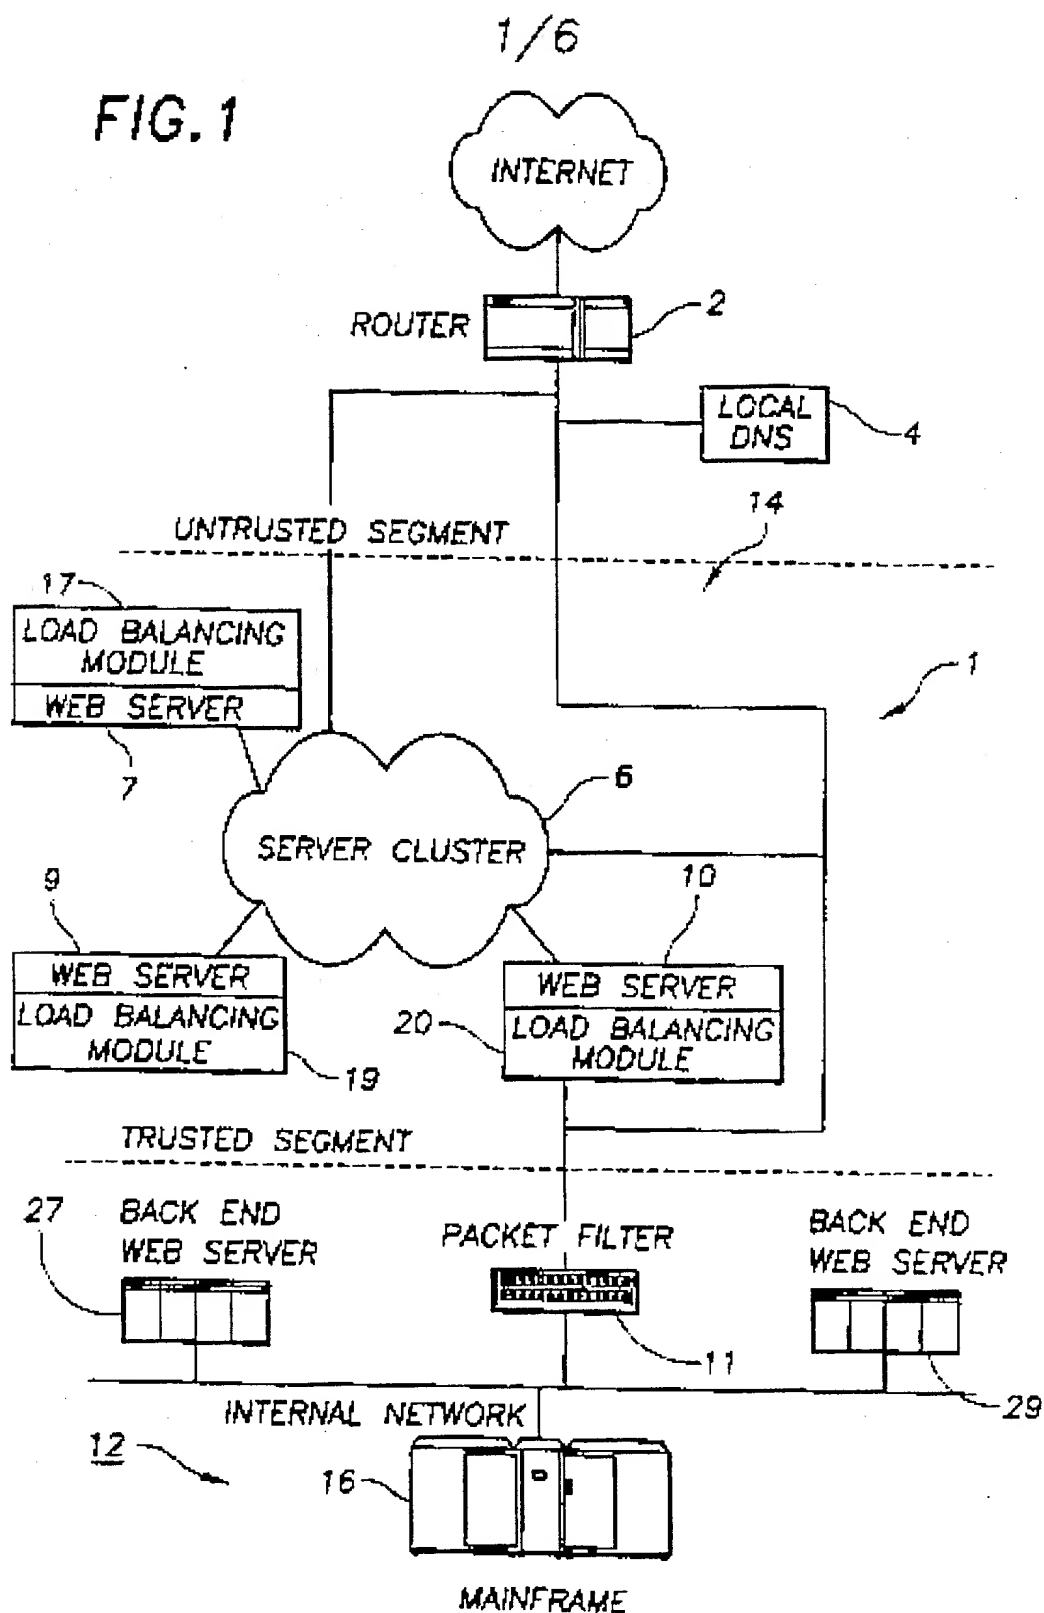 1/6
FIG. 1
INTERNET
ROUTER
2
LOCAL
DNS
4
14
UNTRUSTED SEGMENT
17
LOAD BALANCING
MODULE
WEB SERVER
7
1
6
SERVER CLUSTER
9
WEB SERVER
LOAD BALANCING
MODULE
19
10
WEB SERVER
20
LOAD BALANCING
MODULE
TRUSTED SEGMENT
27
BACK END
WEB SERVER
PACKET FILTER
11
BACK END
WEB SERVER
29
INTERNAL NETWORK
12
16
MAINFRAME